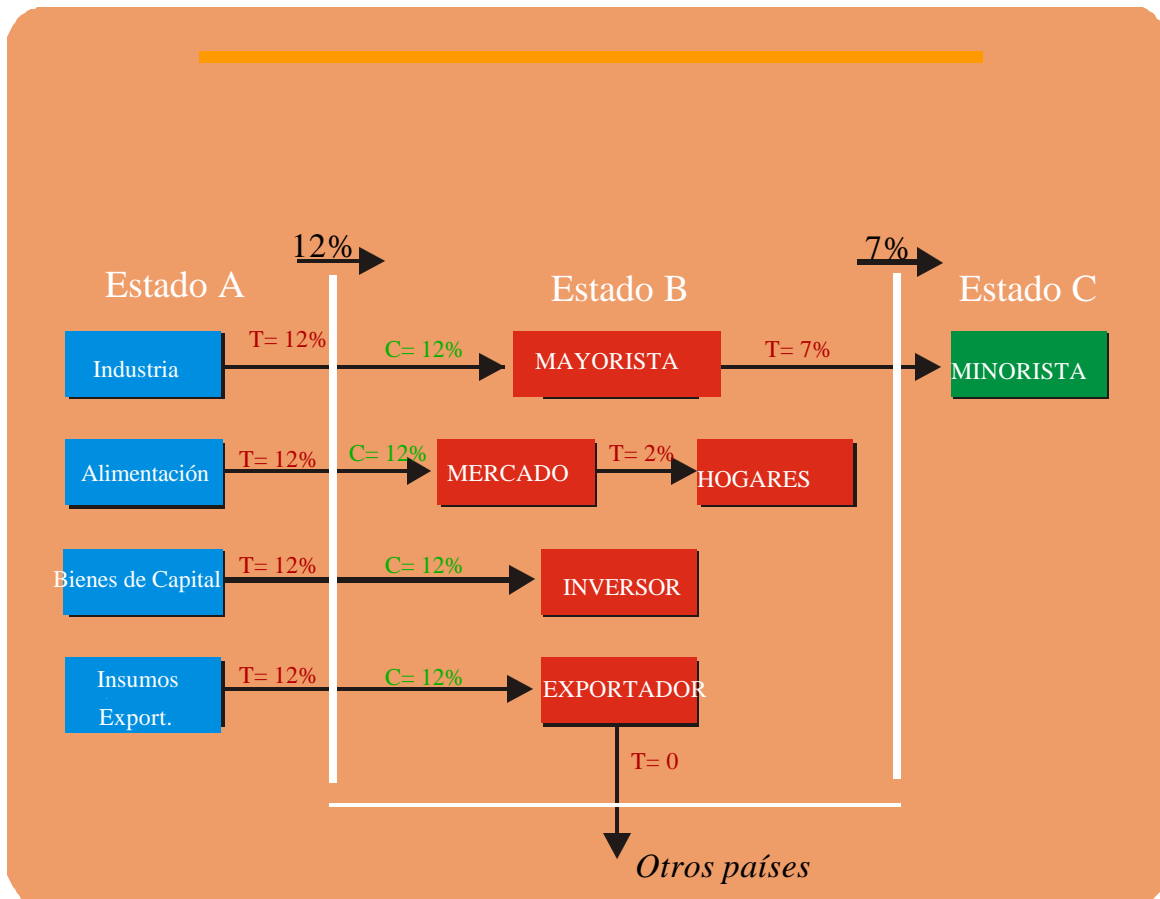 12%
7%
Estado A
Estado B
Estado C
Industria
T= 12%
C= 12%
MAYORISTA
T= 7%
MINORISTA
Alimentación
T= 12%
C= 12%
MERCADO
T= 2%
HOGARES
Bienes de Capital
T= 12%
C= 12%
INVERSOR
Insumos
Export.
T= 12%
C= 12%
EXPORTADOR
T= 0
Otros países